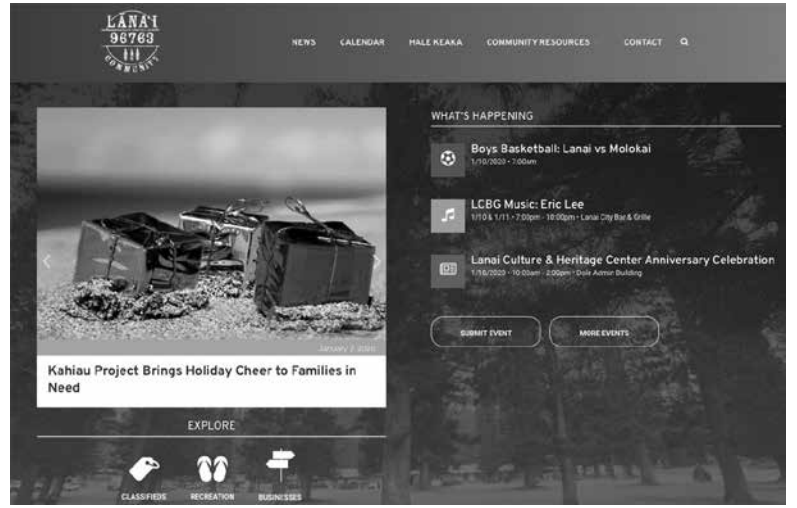 LĀNA'I
96763
COMMUNITY
NEWS CALENDAR HALE KEAKA COMMUNITY RESOURCES CONTACT
WHAT'S HAPPENING
Boys Basketball: Lanai vs Molokai
1/10/2020 • 7:00am
LCBG Music: Eric Lee
1/10 & 1/11 • 7:00pm - 10:00pm • Lanai City Bar & Grille
Lanai Culture & Heritage Center Anniversary Celebration
1/16/2020 • 10:00am - 2:00pm • Dole Admin Building
SUBMIT EVENT MORE EVENTS
January 7, 2020
Kahiau Project Brings Holiday Cheer to Families in
Need
EXPLORE
CLASSIFIEDS RECREATION BUSINESSES